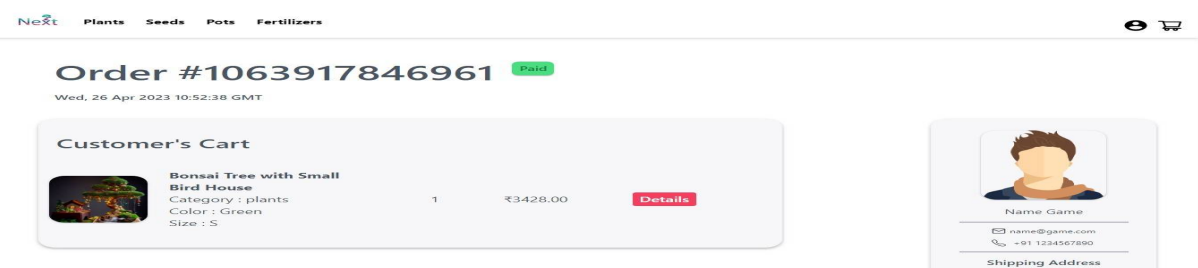 Next
Plants Seeds Pots Fertilizers
Order #1063917846961 Paid
Wed, 26 Apr 2023 10:52:38 GMT
Customer's Cart
Bonsai Tree with Small
Bird House
Category : plants
Color : Green
Size : S
1
₹3428.00
Details
Name Game
name@game.com
+91 1234567890
Shipping Address